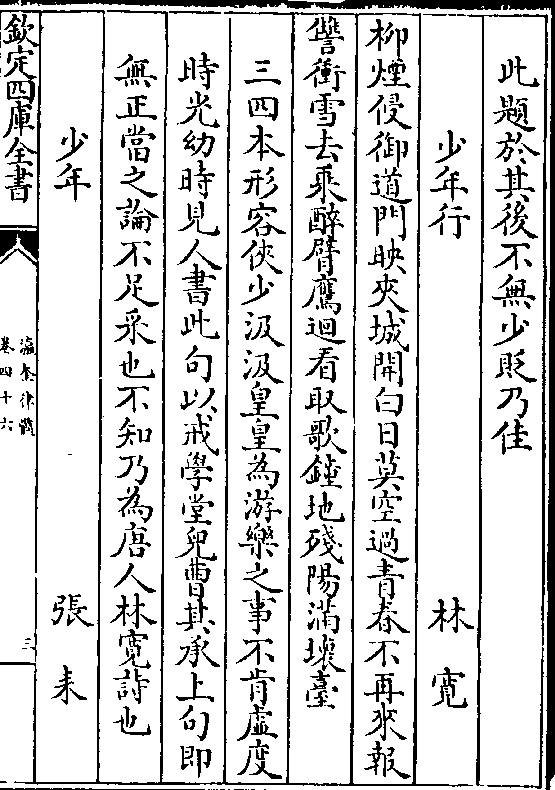 此題於其後不無少貶乃佳
少年行　林寛
柳煙侵御道門映夾城開白日莫空過青春不再來報
讐衝雪去乘醉臂鷹迴看取歌鐘地殘陽滿壞臺
三四本形容俠少汲汲皇皇為游樂之事不肯虛度
時光幼時見人書此句以戒學堂兒曹其承上句即
無正當之論不足采也不知乃為唐人林寛詩也
少年　張耒
欽定四庫全書
瀛奎律髓
卷四十六
三